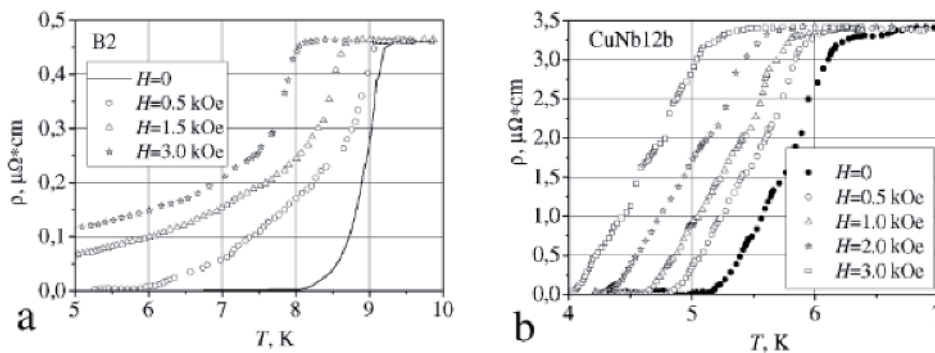 B2
H=0
H=0.5 kOe
H=1.5 kOe
H=3.0 kOe
ρ, μΩ*cm
0,5
0,4
0,3
0,2
0,1
0,0
5 6 7 8 9 10
T, K
a
CuNb12b
H=0
H=0.5 kOe
H=1.0 kOe
H=2.0 kOe
H=3.0 kOe
ρ, μΩ*cm
3,5
3,0
2,5
2,0
1,5
1,0
0,5
0,0
4 5 6 7
T, K
b